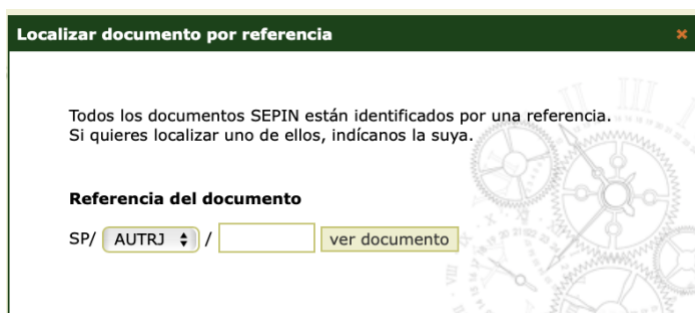 Localizar documento por referencia
Todos los documentos SEPIN están identificados por una referencia.
Si quieres localizar uno de ellos, indícanos la suya.
Referencia del documento
SP/ AUTRJ / ver documento